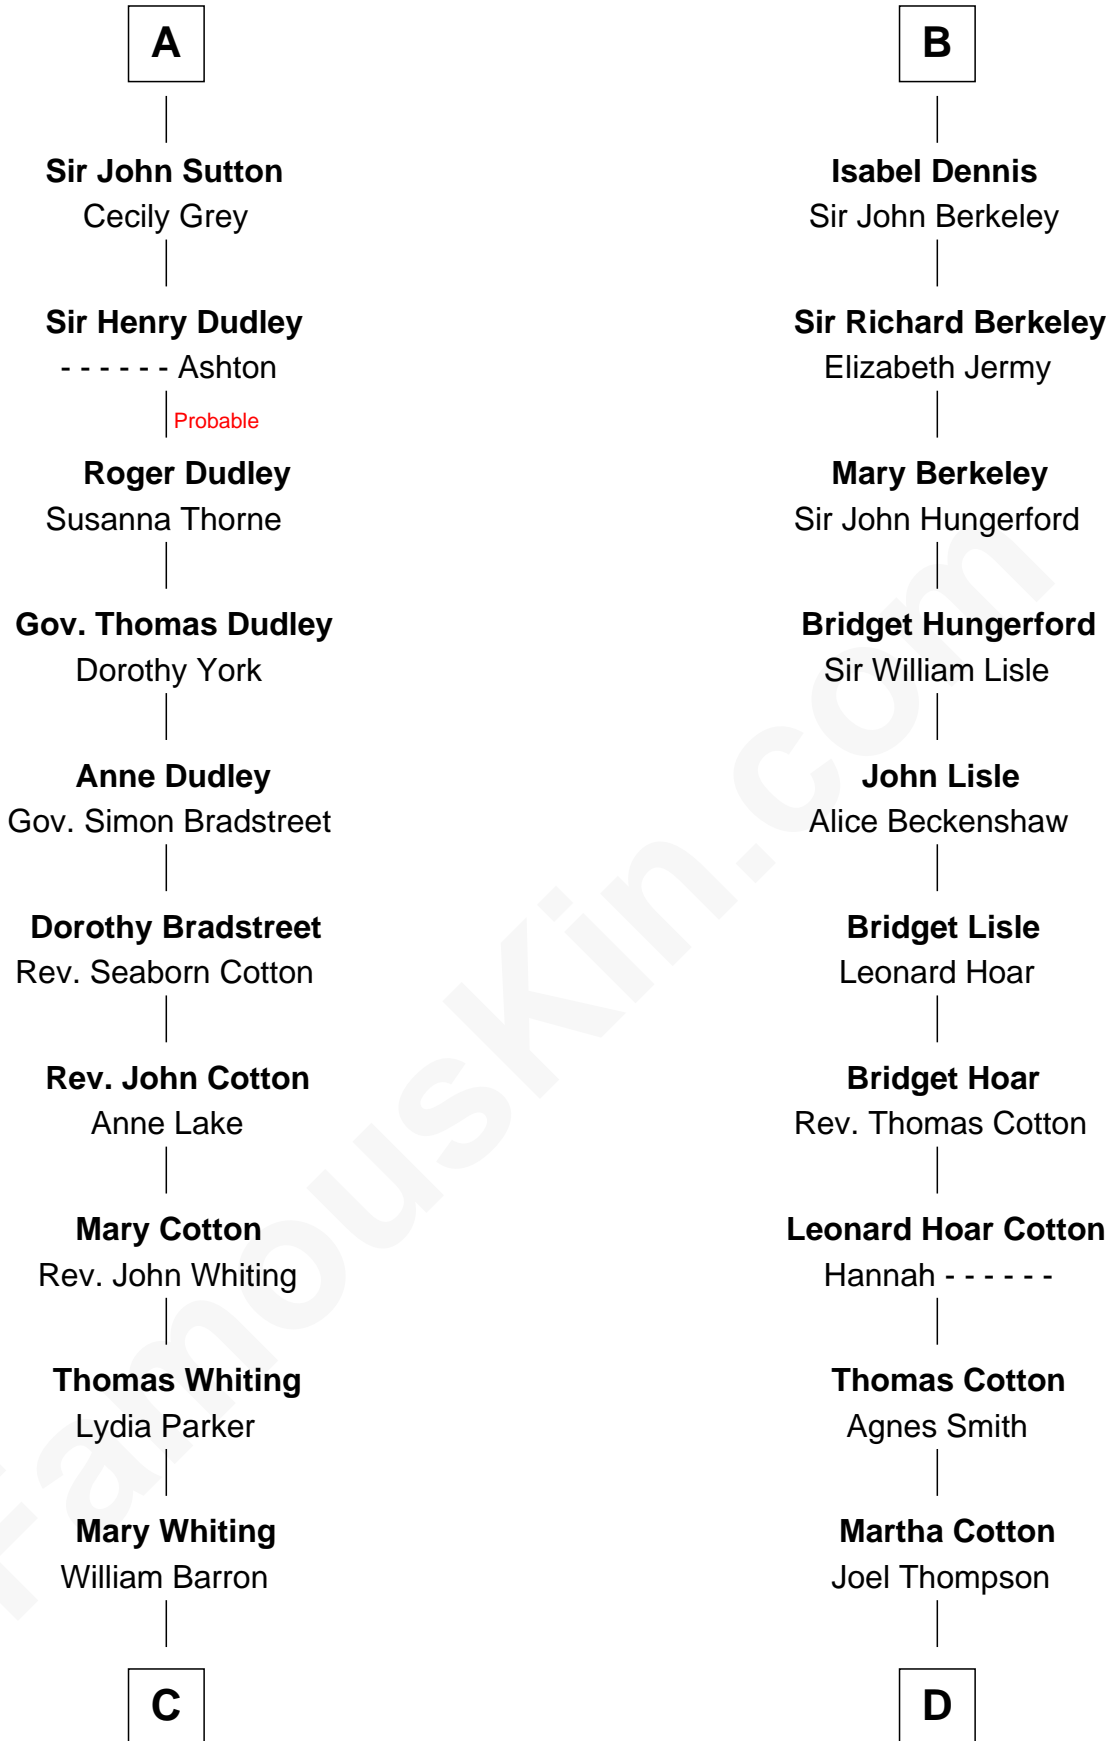 A
Sir John Sutton
Cecily Grey
Sir Henry Dudley
- - - - - - Ashton
Probable
Roger Dudley
Susanna Thorne
Gov. Thomas Dudley
Dorothy York
Anne Dudley
Gov. Simon Bradstreet
Dorothy Bradstreet
Rev. Seaborn Cotton
Rev. John Cotton
Anne Lake
Mary Cotton
Rev. John Whiting
Thomas Whiting
Lydia Parker
Mary Whiting
William Barron
C
B
Isabel Dennis
Sir John Berkeley
Sir Richard Berkeley
Elizabeth Jermy
Mary Berkeley
Sir John Hungerford
Bridget Hungerford
Sir William Lisle
John Lisle
Alice Beckenshaw
Bridget Lisle
Leonard Hoar
Bridget Hoar
Rev. Thomas Cotton
Leonard Hoar Cotton
Hannah - - - - - -
Thomas Cotton
Agnes Smith
Martha Cotton
Joel Thompson
D
FamousKin.com